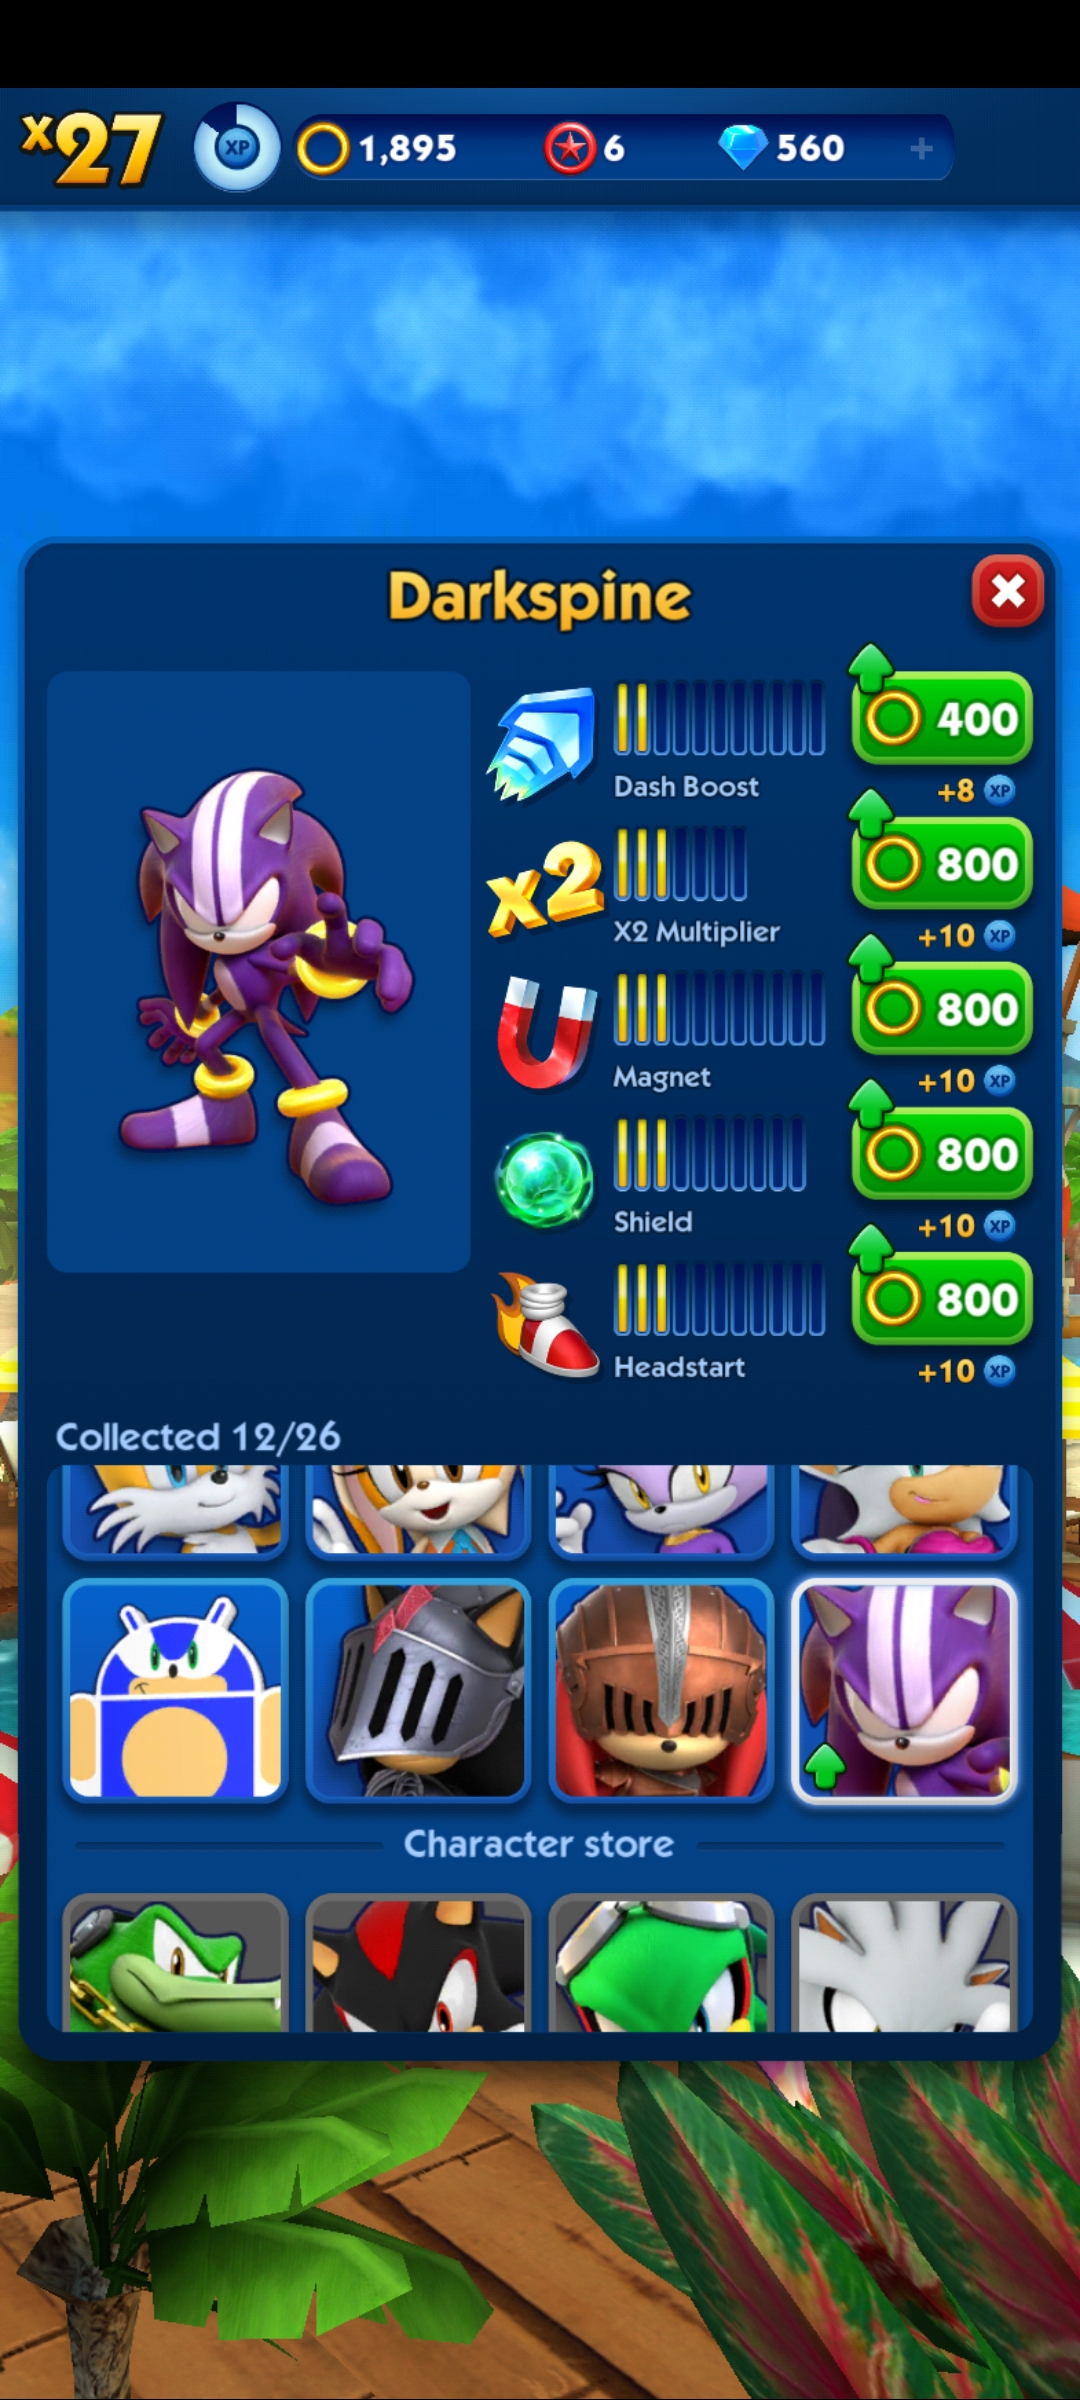 x27
XP
1,895
6
560
+
Darkspine
400
Dash Boost
+8 XP
x2
800
X2 Multiplier
+10 XP
800
Magnet
+10 XP
800
Shield
+10 XP
800
Headstart
+10 XP
Collected 12/26
Character store